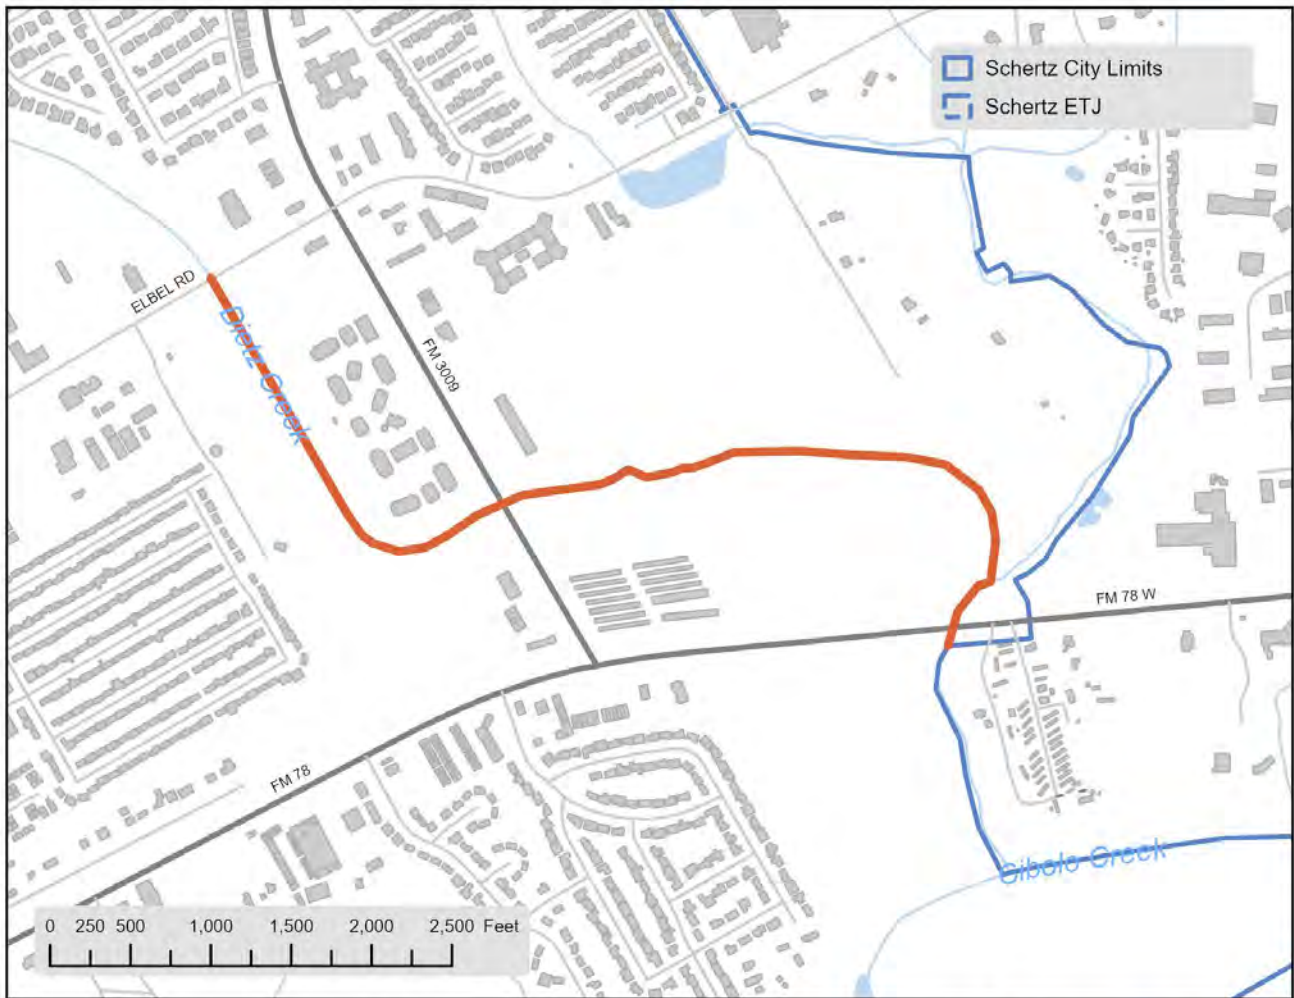 Schertz City Limits
Schertz ETJ
ELBEL RD
Dietz Creek
FM 3009
FM 78 W
FM 78
Cibolo Creek
0 250 500 1,000 1,500 2,000 2,500 Feet